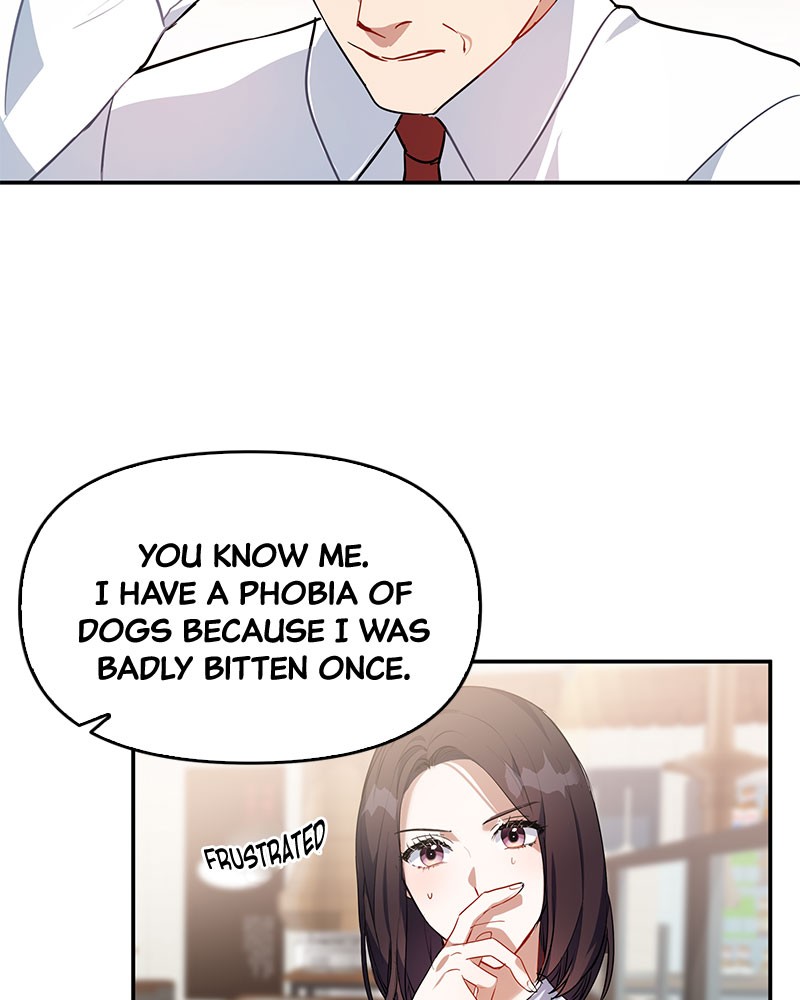 YOU KNOW ME.
I HAVE A PHOBIA OF
DOGS BECAUSE I WAS
BADLY BITTEN ONCE.
FRUSTRATED